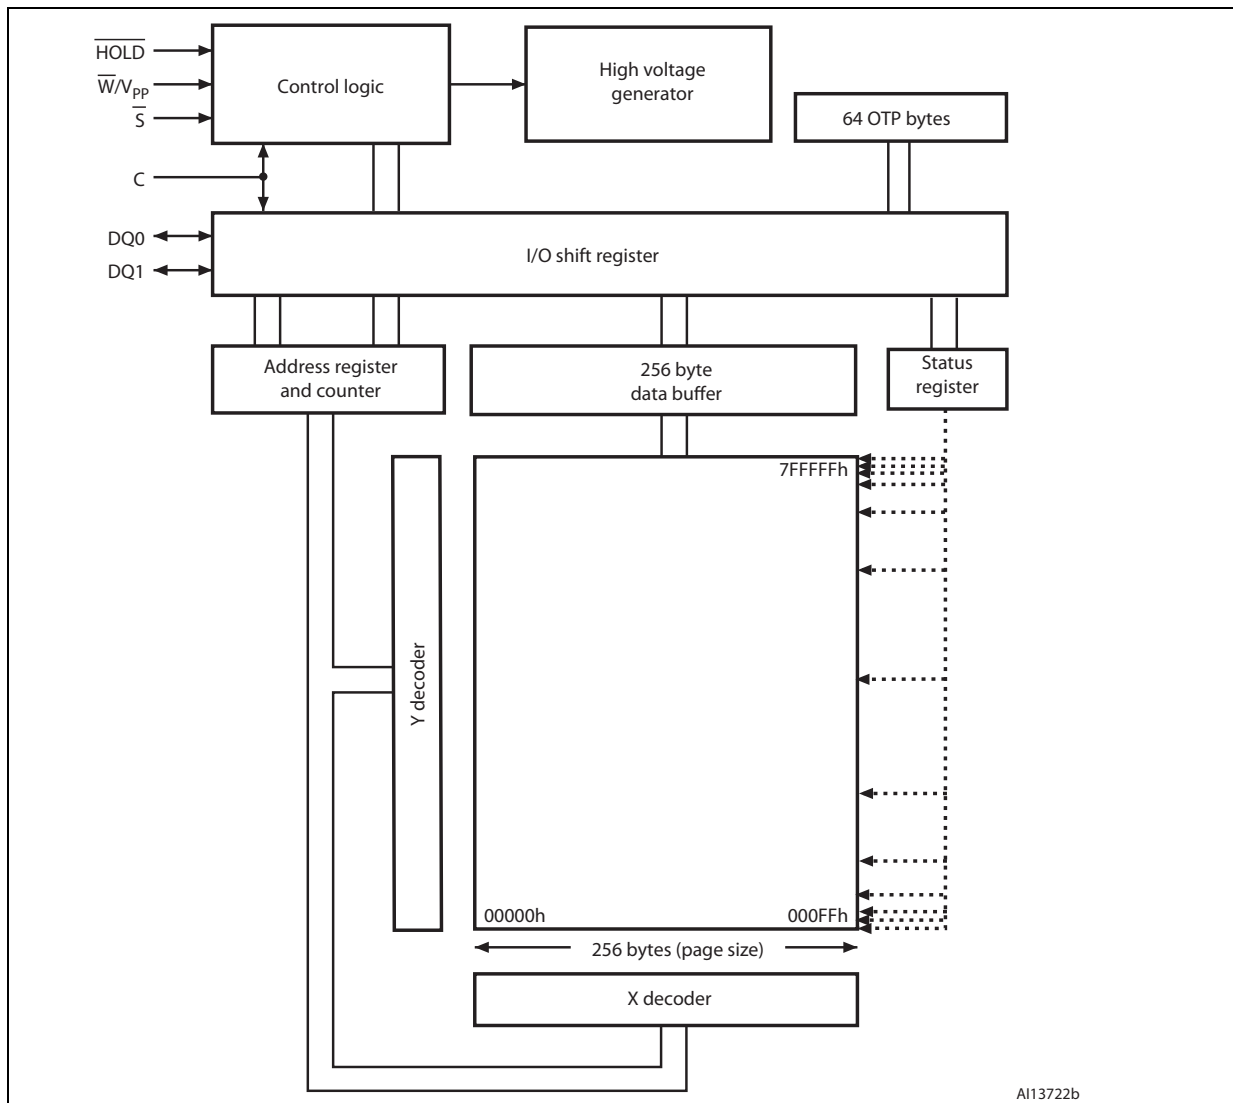 HOLD
W/VPP
S
C
DQ0
DQ1
Control logic
High voltage
generator
64 OTP bytes
I/O shift register
Address register
and counter
256 byte
data buffer
Status
register
7FFFFFh
Y decoder
00000h
000FFh
256 bytes (page size)
X decoder
AI13722b